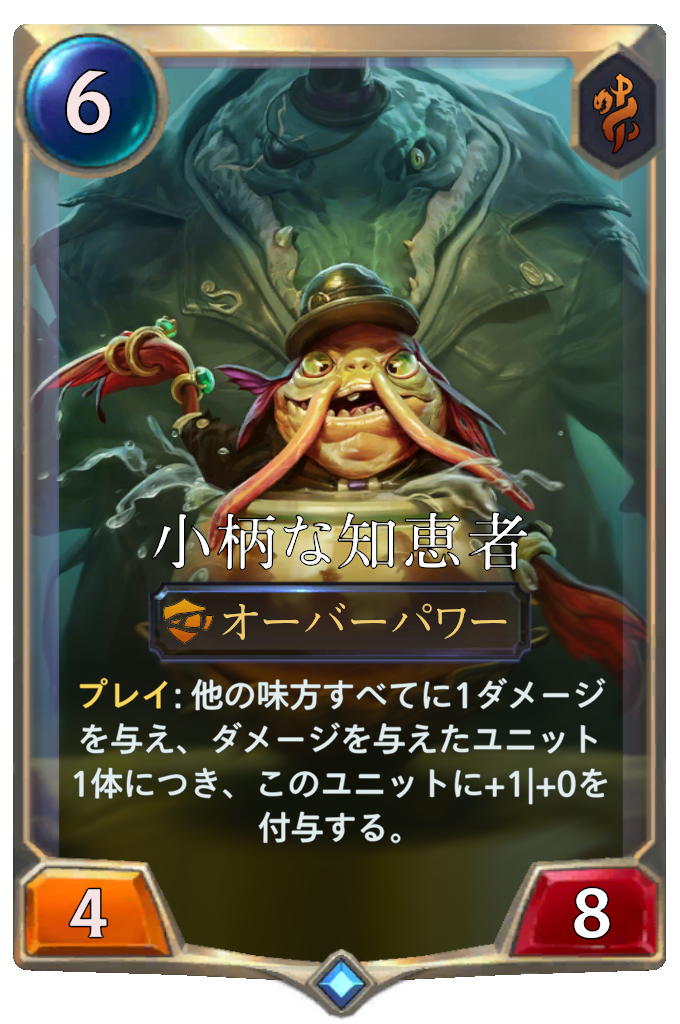 6
小柄な知恵者
オーバーパワー
プレイ: 他の味方すべてに1ダメージ
を与え、ダメージを与えたユニット
1体につき、このユニットに+1|+0を
付与する。
4
8